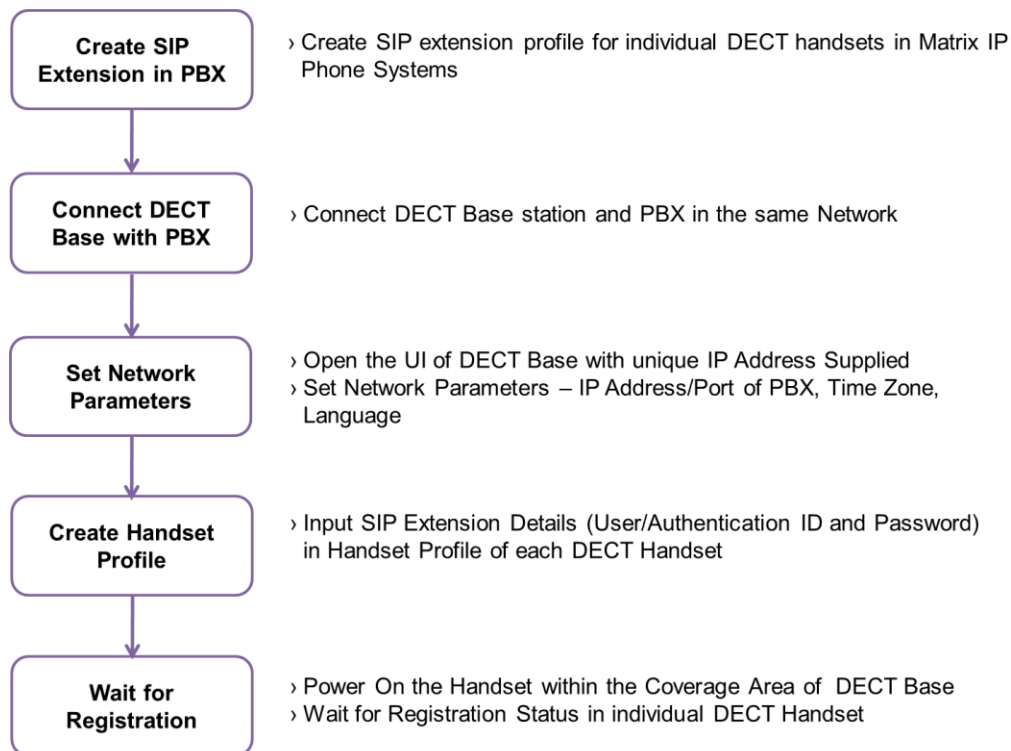 Create SIP
Extension in PBX
› Create SIP extension profile for individual DECT handsets in Matrix IP
Phone Systems
Connect DECT
Base with PBX
› Connect DECT Base station and PBX in the same Network
Set Network
Parameters
› Open the UI of DECT Base with unique IP Address Supplied
› Set Network Parameters – IP Address/Port of PBX, Time Zone,
Language
Create Handset
Profile
› Input SIP Extension Details (User/Authentication ID and Password)
in Handset Profile of each DECT Handset
Wait for
Registration
› Power On the Handset within the Coverage Area of DECT Base
› Wait for Registration Status in individual DECT Handset